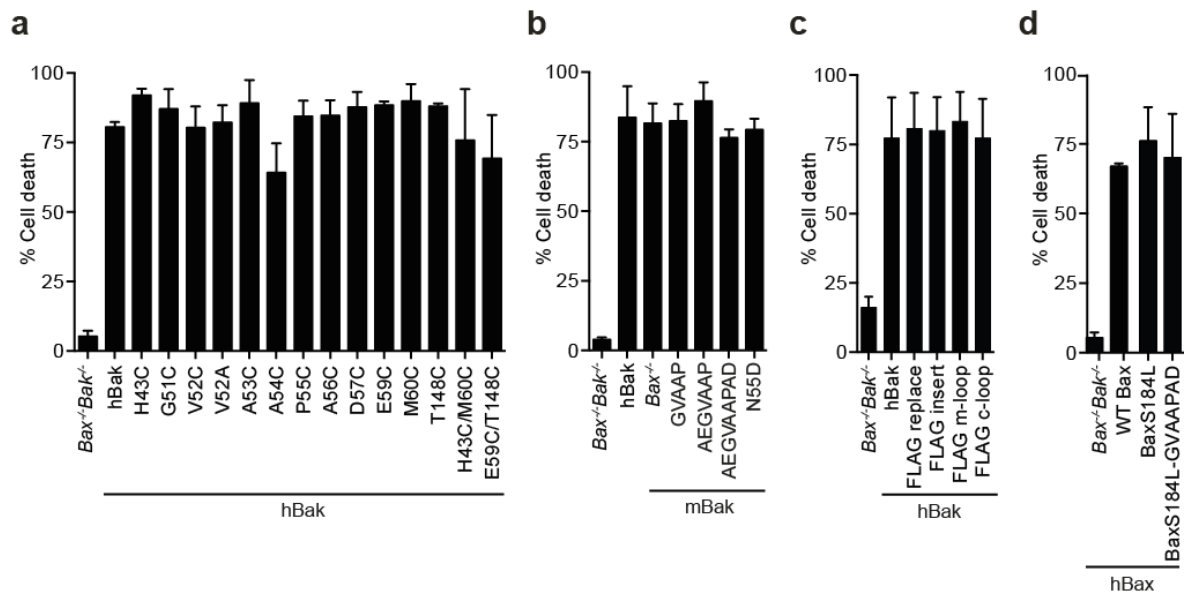 a
% Cell death
100
75
50
25
0
Bax-/-Bak-/-
hBak
H43C
G51C
V52C
V52A
A53C
A54C
P55C
A56C
D57C
E59C
M60C
T148C
H43C/M60C
E59C/T148C
hBak
b
% Cell death
100
75
50
25
0
Bax-/-Bak-/-
hBak
Bax-/-
GVAAP
AEGVAAP
AEGVAAPAD
N55D
mBak
c
% Cell death
100
75
50
25
0
Bax-/-Bak-/-
hBak
FLAG replace
FLAG insert
FLAG m-loop
FLAG c-loop
hBak
d
% Cell death
100
75
50
25
0
Bax-/-Bak-/-
WT Bax
BaxS184L
BaxS184L-GVAAPAD
hBax